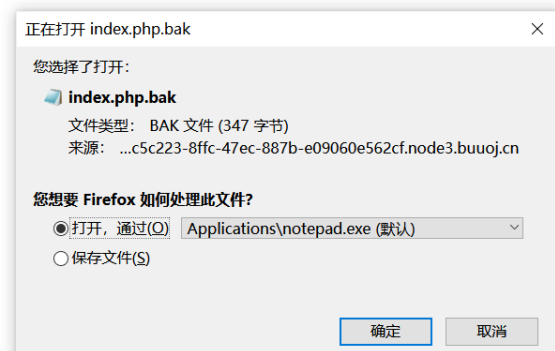 正在打开 index.php.bak
您选择了打开:
index.php.bak
文件类型: BAK 文件 (347 字节)
来源: ...c5c223-8ffc-47ec-887b-e09060e562cf.node3.buuoj.cn
您想要 Firefox 如何处理此文件?
打开，通过(O) Applications\notepad.exe (默认)
保存文件(S)
确定 取消